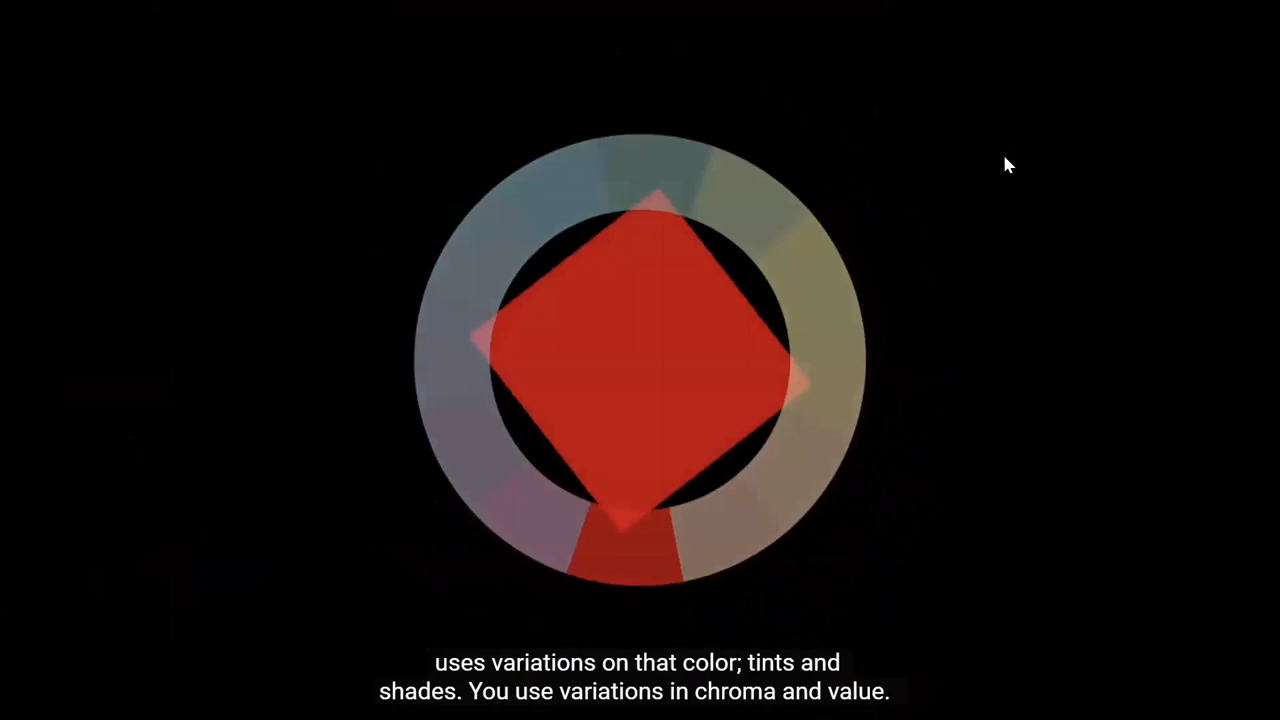 uses variations on that color; tints and
shades. You use variations in chroma and value.